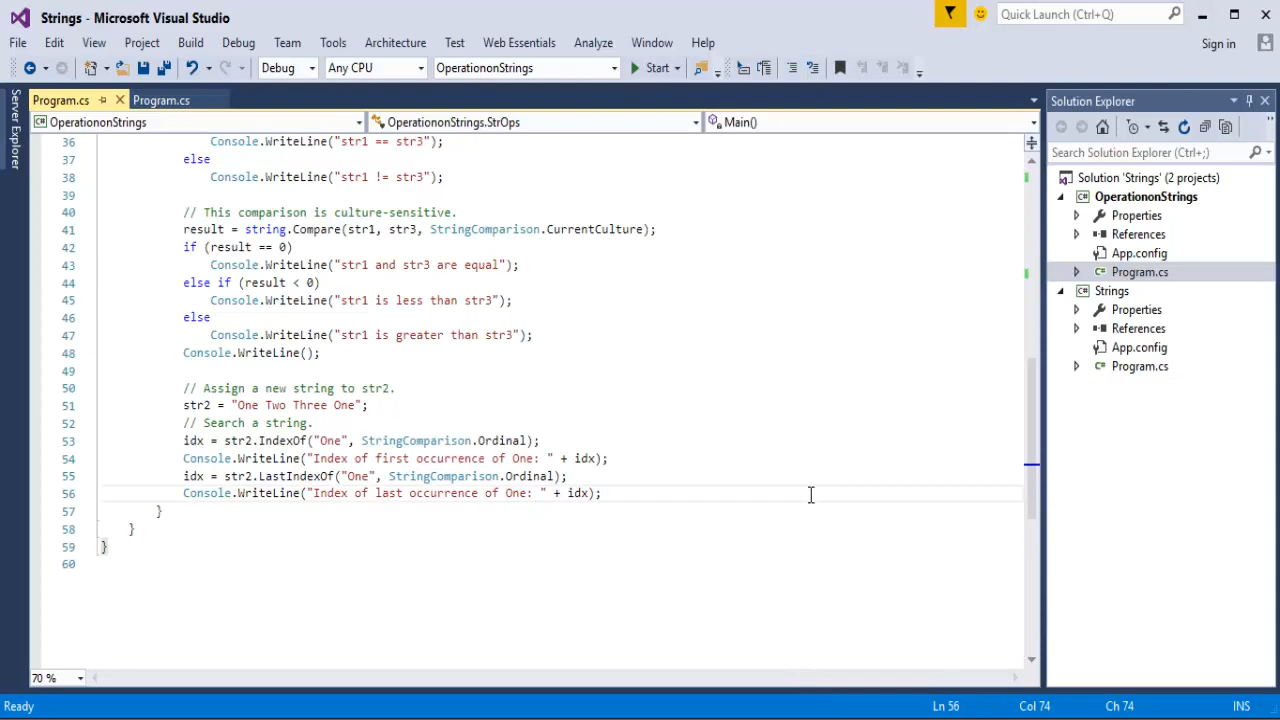 Strings - Microsoft Visual Studio
Quick Launch (Ctrl+Q)
File Edit View Project Build Debug Team Tools Architecture Test Web Essentials Analyze Window Help
Sign in
Debug Any CPU OperationonStrings Start
Server Explorer
Program.cs Program.cs
OperationonStrings OperationonStrings.StrOps Main()
36 Console.WriteLine("str1 == str3");
37 else
38 Console.WriteLine("str1 != str3");
39
40 // This comparison is culture-sensitive.
41 result = string.Compare(str1, str3, StringComparison.CurrentCulture);
42 if (result == 0)
43 Console.WriteLine("str1 and str3 are equal");
44 else if (result < 0)
45 Console.WriteLine("str1 is less than str3");
46 else
47 Console.WriteLine("str1 is greater than str3");
48 Console.WriteLine();
49
50 // Assign a new string to str2.
51 str2 = "One Two Three One";
52 // Search a string.
53 idx = str2.IndexOf("One", StringComparison.Ordinal);
54 Console.WriteLine("Index of first occurrence of One: " + idx);
55 idx = str2.LastIndexOf("One", StringComparison.Ordinal);
56 Console.WriteLine("Index of last occurrence of One: " + idx);
57 }
58 }
59 }
60
70 %
Solution Explorer
Search Solution Explorer (Ctrl+;)
Solution 'Strings' (2 projects)
OperationonStrings
Properties
References
App.config
Program.cs
Strings
Properties
References
App.config
Program.cs
Ready Ln 56 Col 74 Ch 74 INS